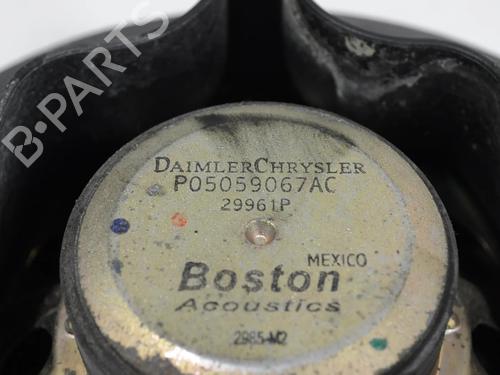 B-PARTS
DAIMLERCHRYSLER
P05059067AC
29961P
MEXICO
Boston
Acoustics
2985-M2